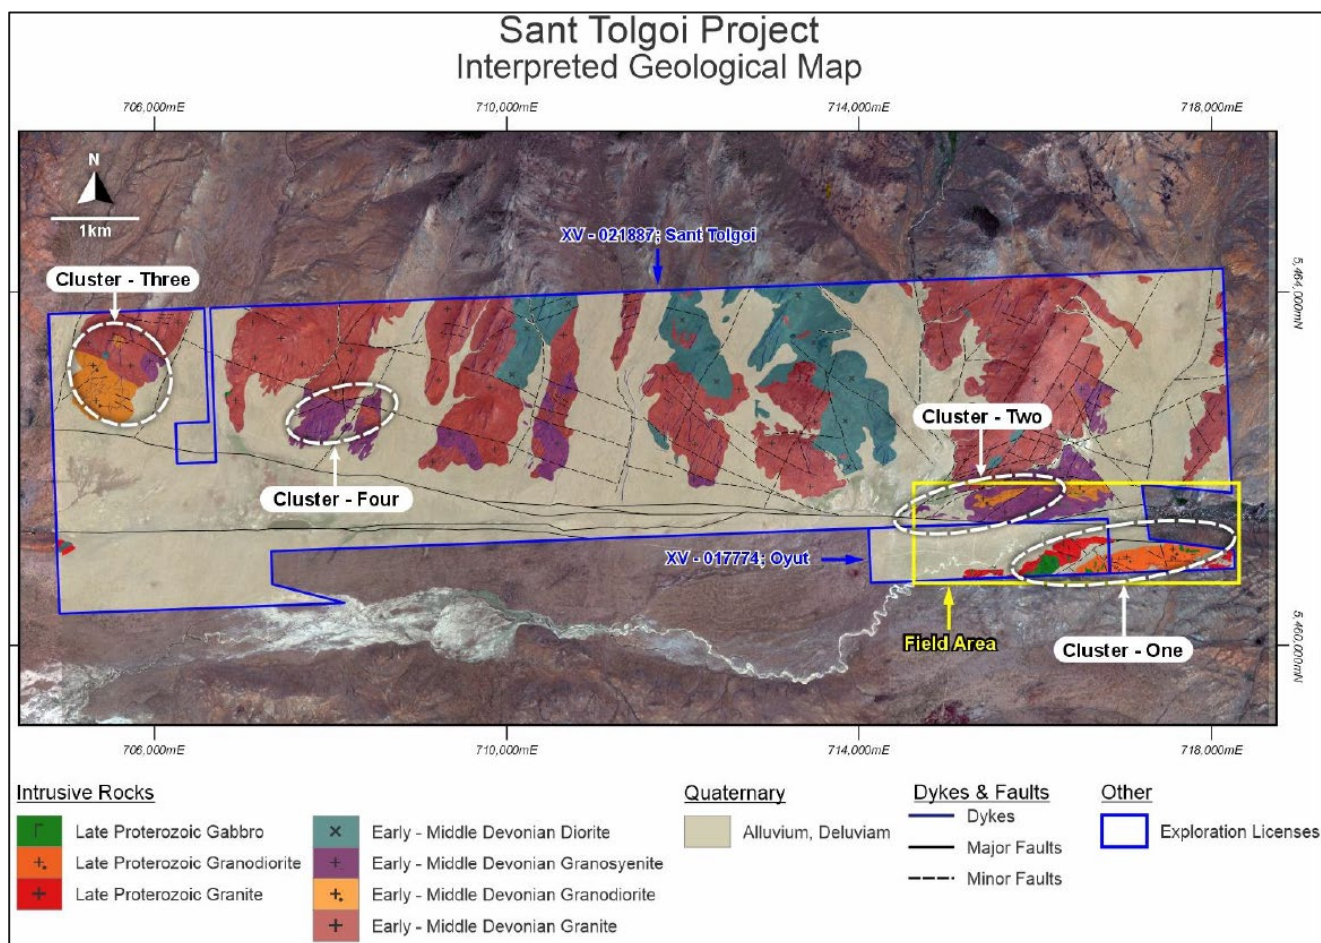 Sant Tolgoi Project
Interpreted Geological Map
706,000mE
710,000mE
714,000mE
718,000mE
N
1km
XV - 021887; Sant Tolgoi
5,464,000mN
Cluster - Three
Cluster - Two
Cluster - Four
XV - 017774; Oyut
Field Area
Cluster - One
5,460,000mN
706,000mE
710,000mE
714,000mE
718,000mE
Intrusive Rocks
Late Proterozoic Gabbro
Late Proterozoic Granodiorite
Late Proterozoic Granite
Early - Middle Devonian Diorite
Early - Middle Devonian Granosyenite
Early - Middle Devonian Granodiorite
Early - Middle Devonian Granite
Quaternary
Alluvium, Deluviam
Dykes & Faults
Dykes
Major Faults
Minor Faults
Other
Exploration Licenses